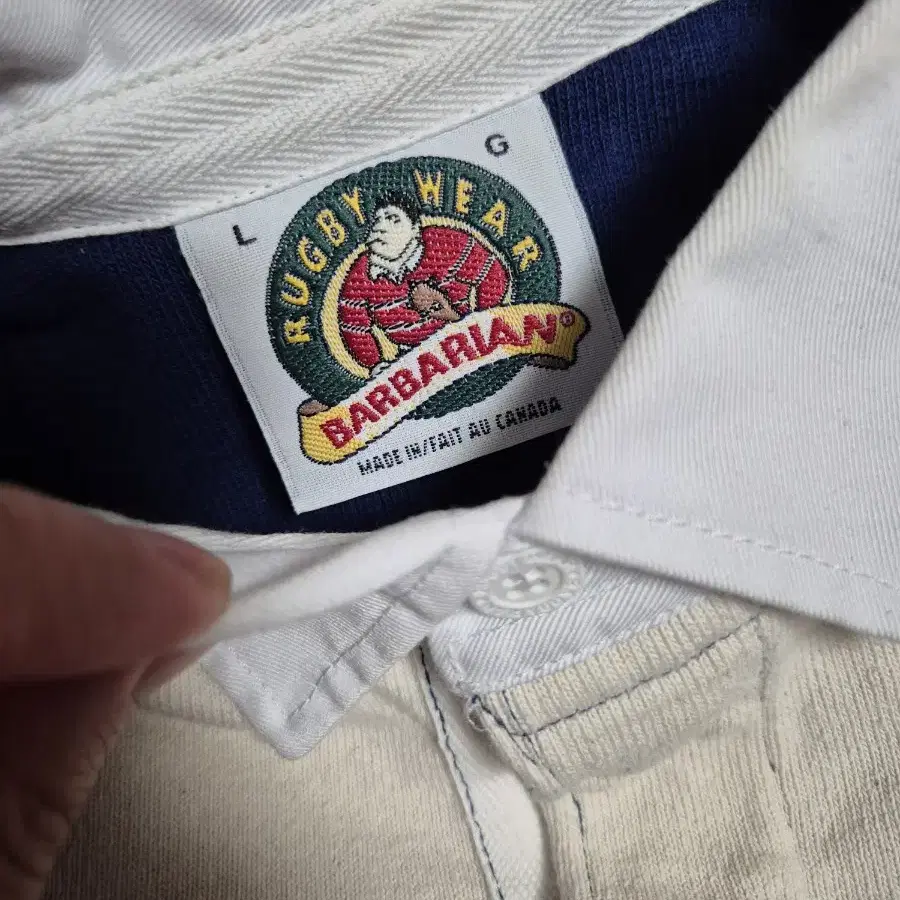 L G
RUGBY WEAR
BARBARIAN®
MADE IN/FAIT AU CANADA